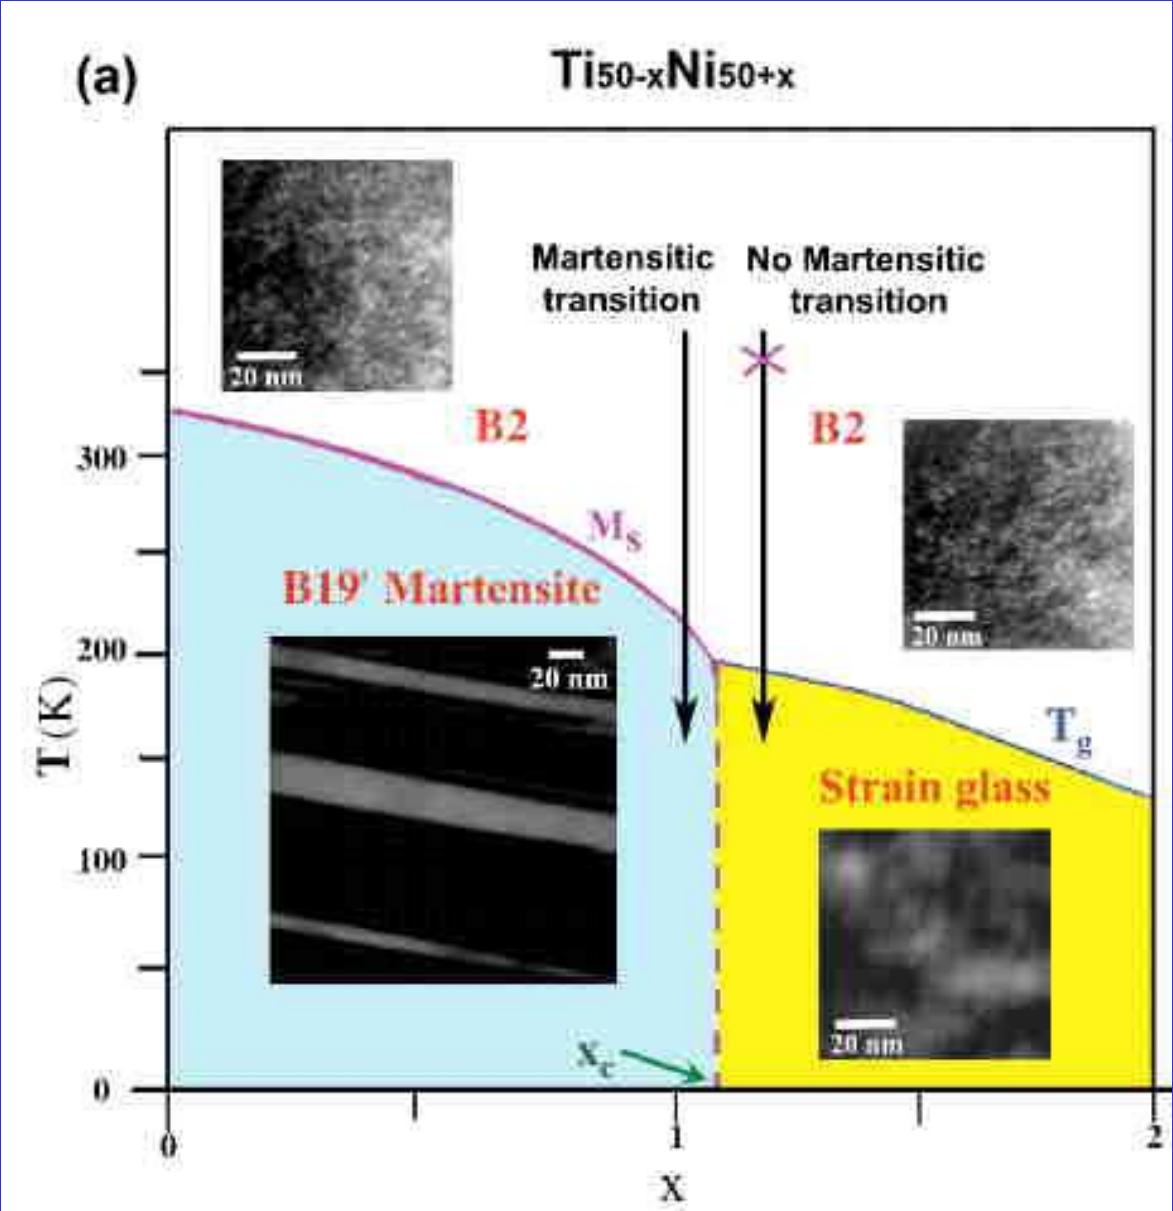 (a)
Ti50-xNi50+x
20 nm
Martensitic
transition
No Martensitic
transition
B2
B2
300
Ms
20 nm
B19' Martensite
200
20 nm
T (K)
Tg
Strain glass
100
20 nm
xc
0
0
1
2
x